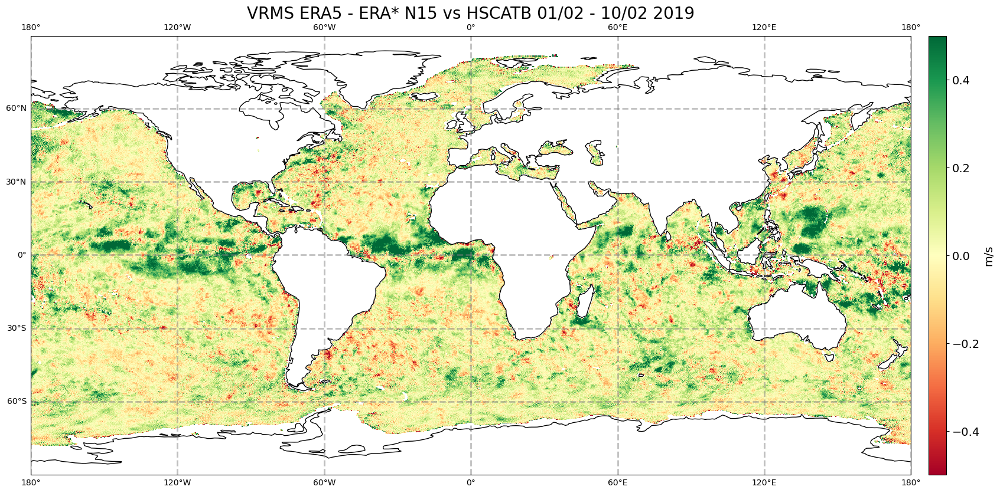 VRMS ERA5 - ERA* N15 vs HSCATB 01/02 - 10/02 2019
180° 120°W 60°W 0° 60°E 120°E 180°
60°N
30°N
0°
30°S
60°S
180° 120°W 60°W 0° 60°E 120°E 180°
0.4
0.2
0.0
−0.2
−0.4
m/s